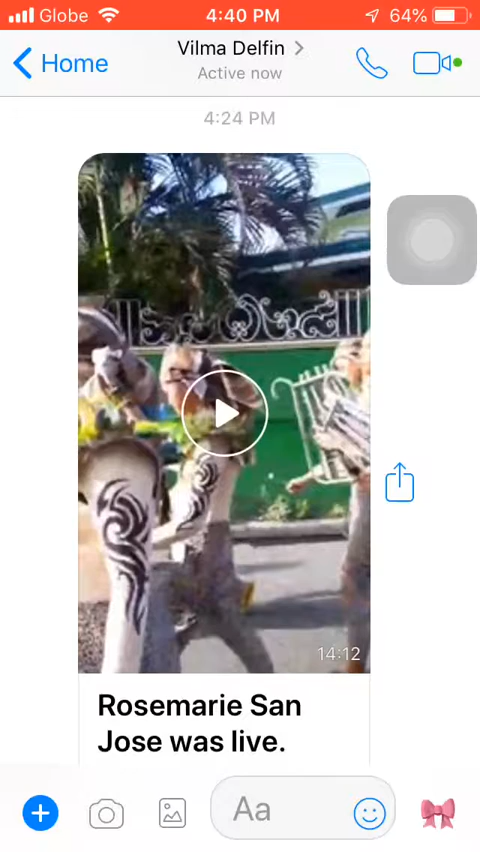 Globe 4:40 PM 64%
Home
Vilma Delfin
Active now
4:24 PM
14:12
Rosemarie San
Jose was live.
Aa